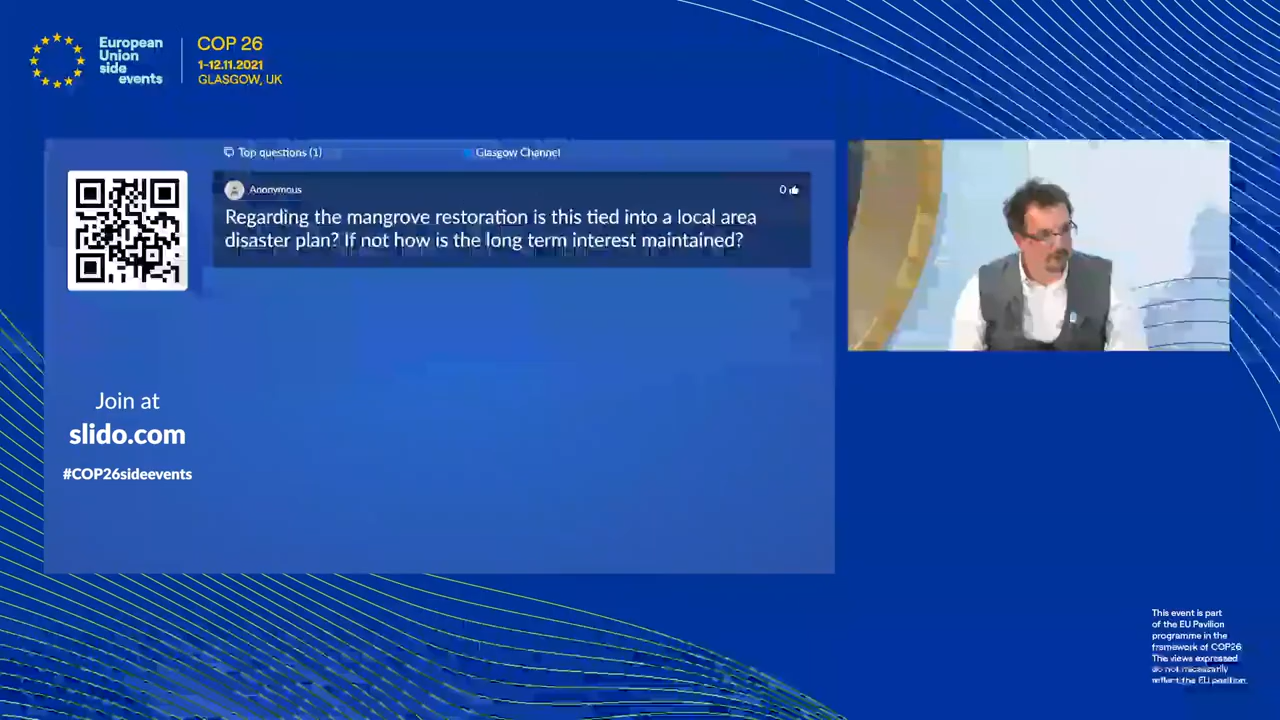 European
Union
side
events
COP 26
1-12.11.2021
GLASGOW, UK
Top questions (1)
Glasgow Channel
Anonymous
0
Regarding the mangrove restoration is this tied into a local area
disaster plan? If not how is the long term interest maintained?
Join at
slido.com
#COP26sideevents
This event is part
of the EU Pavilion
programme in the
framework of COP26
The views expressed
do not necessarily
reflect the EU position